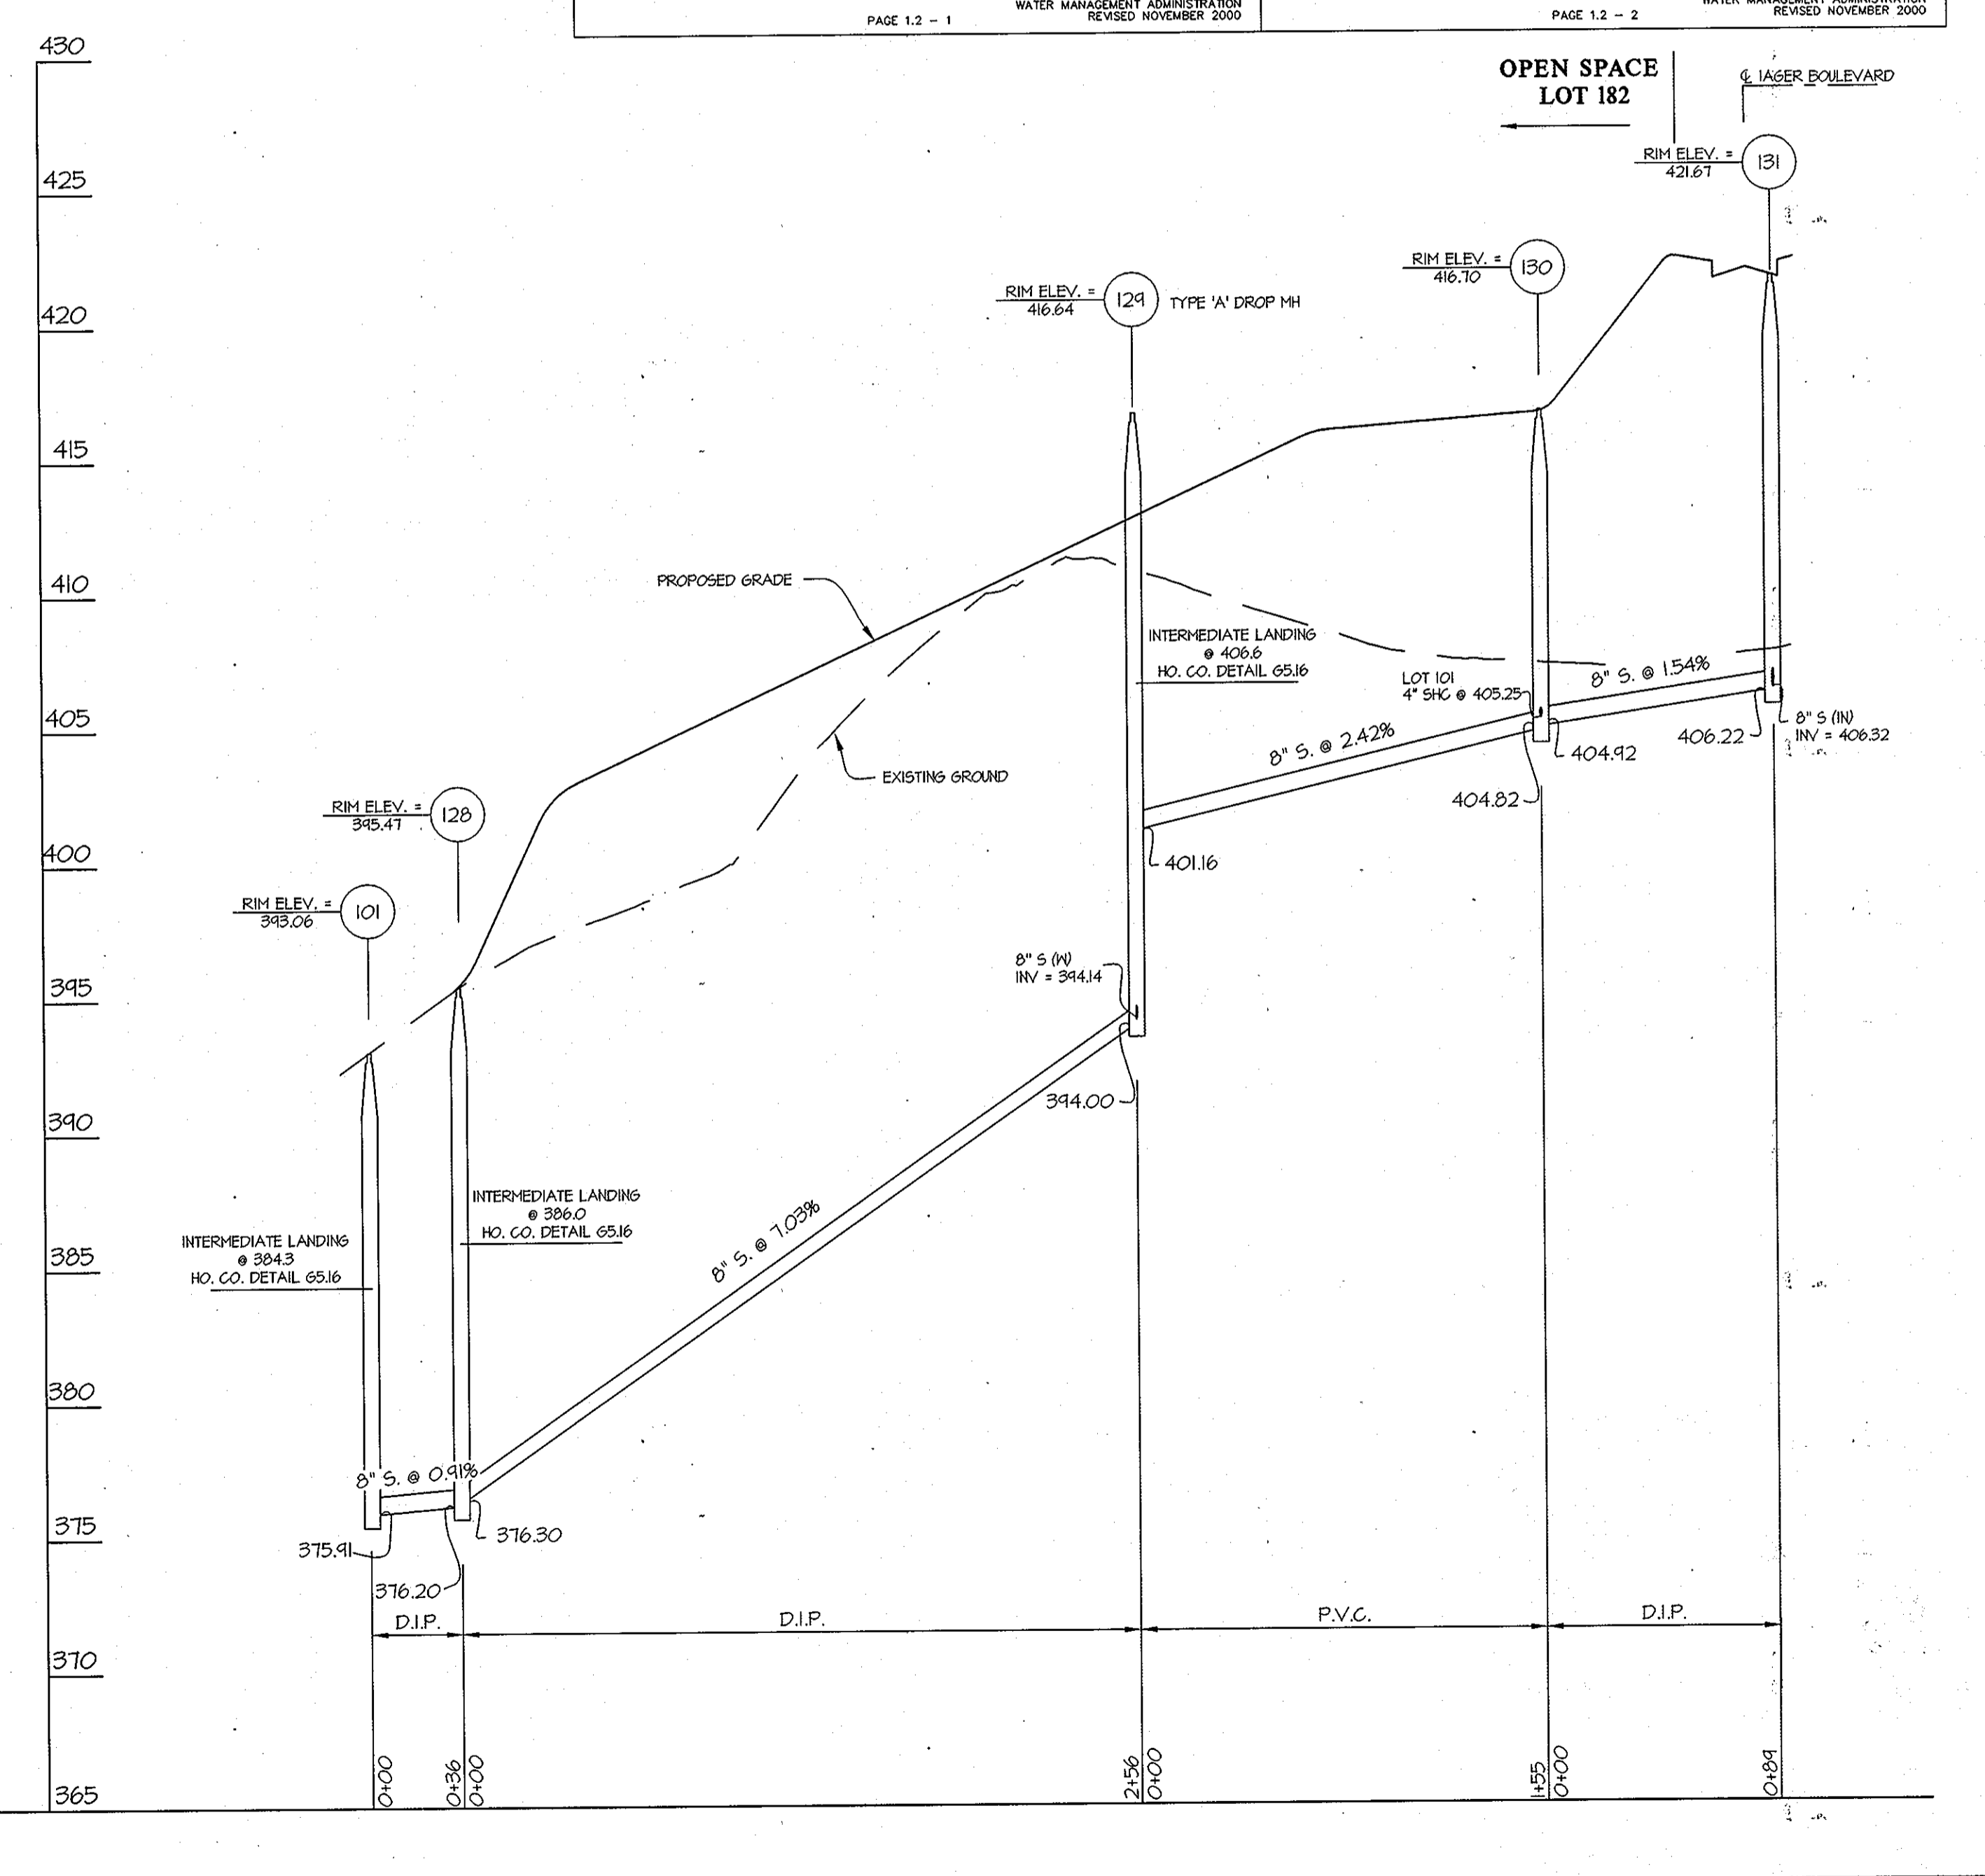 WATER MANAGEMENT ADMINISTRATION
PAGE 1.2 - 1
REVISED NOVEMBER 2000
WATER MANAGEMENT ADMINISTRATION
PAGE 1.2 - 2
REVISED NOVEMBER 2000
430
425
420
415
410
405
400
395
390
385
380
375
370
365
OPEN SPACE
LOT 182
℄ IAGER BOULEVARD
RIM ELEV. =
421.67
131
RIM ELEV. =
416.70
130
RIM ELEV. =
416.64
129
TYPE 'A' DROP MH
PROPOSED GRADE
EXISTING GROUND
INTERMEDIATE LANDING
@ 406.6
HO. CO. DETAIL G5.16
LOT 101
4" SHC @ 405.25
8" S. @ 1.54%
8" S. @ 2.42%
406.22
8" S (IN)
INV = 406.32
404.92
404.82
401.16
RIM ELEV. =
395.47
128
RIM ELEV. =
393.06
101
8" S (W)
INV = 394.14
394.00
INTERMEDIATE LANDING
@ 386.0
HO. CO. DETAIL G5.16
INTERMEDIATE LANDING
@ 384.3
HO. CO. DETAIL G5.16
8" S. @ 7.03%
8" S. @ 0.91%
375.91
376.30
376.20
D.I.P.
D.I.P.
P.V.C.
D.I.P.
0+00
0+36
0+00
2+56
0+00
1+55
0+00
0+89